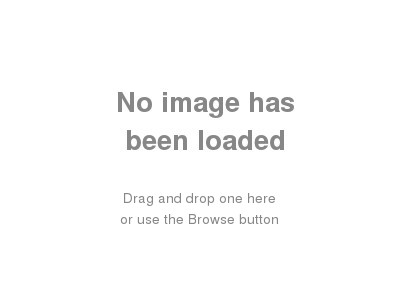 No image has
been loaded
Drag and drop one here
or use the Browse button